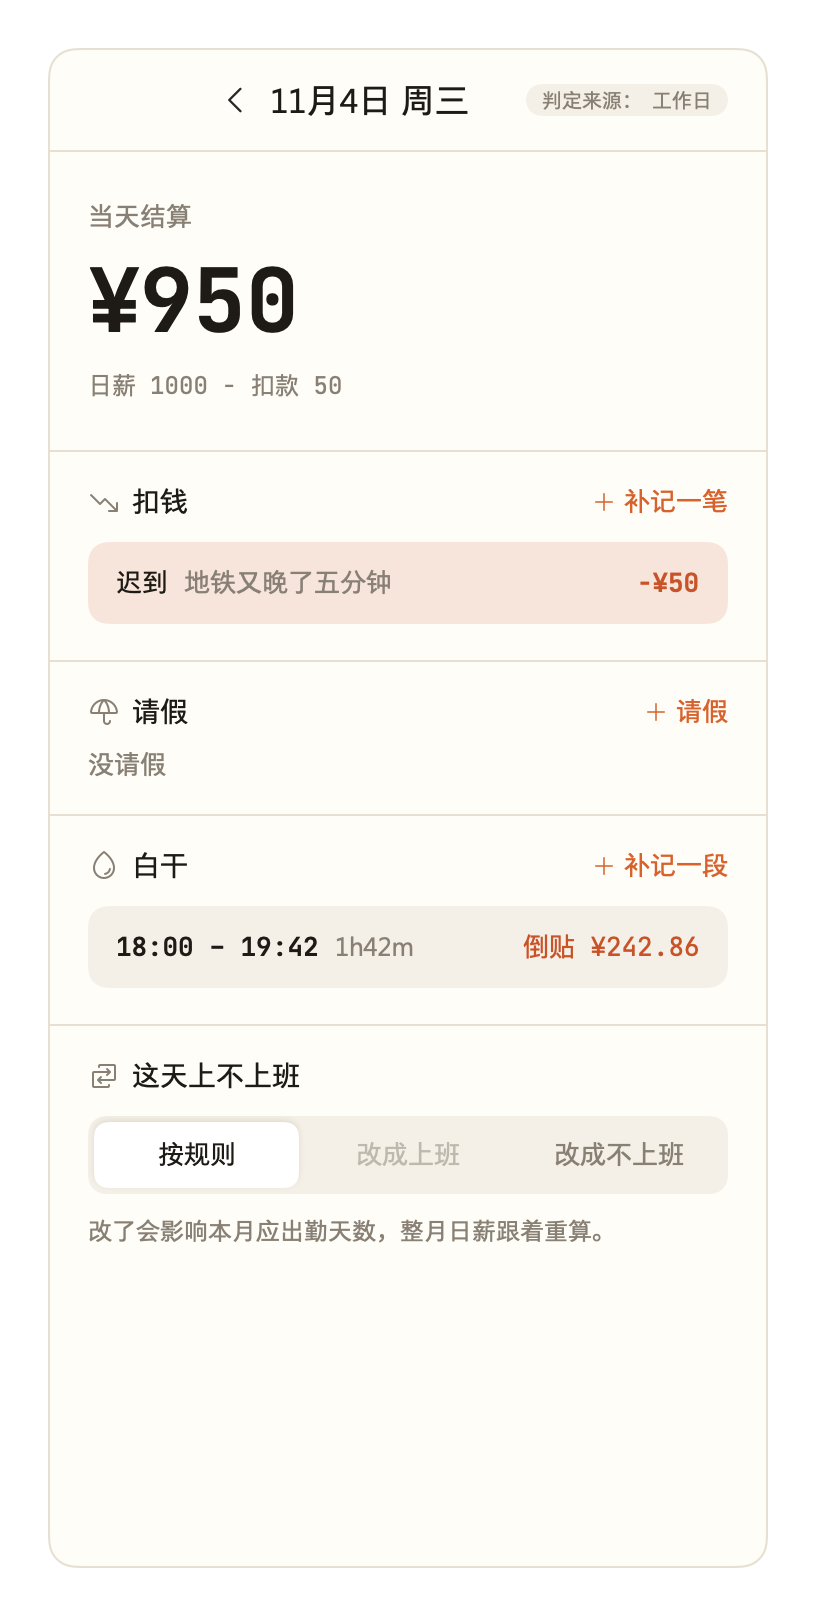 11月4日 周三
判定来源： 工作日
当天结算
¥950
日薪 1000 - 扣款 50
扣钱
+ 补记一笔
迟到 地铁又晚了五分钟 -¥50
请假
+ 请假
没请假
白干
+ 补记一段
18:00 – 19:42 1h42m 倒贴 ¥242.86
这天上不上班
按规则 改成上班 改成不上班
改了会影响本月应出勤天数，整月日薪跟着重算。